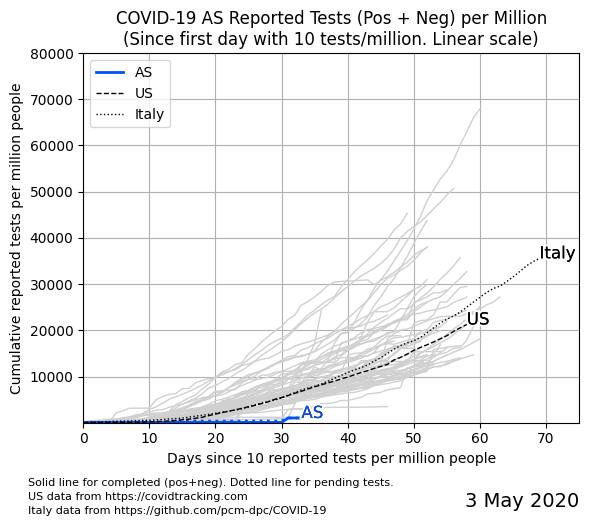 COVID-19 AS Reported Tests (Pos + Neg) per Million
(Since first day with 10 tests/million. Linear scale)
Cumulative reported tests per million people
80000
70000
60000
50000
40000
30000
20000
10000
AS
US
Italy
Italy
US
AS
0 10 20 30 40 50 60 70
Days since 10 reported tests per million people
Solid line for completed (pos+neg). Dotted line for pending tests.
US data from https://covidtracking.com
Italy data from https://github.com/pcm-dpc/COVID-19
3 May 2020